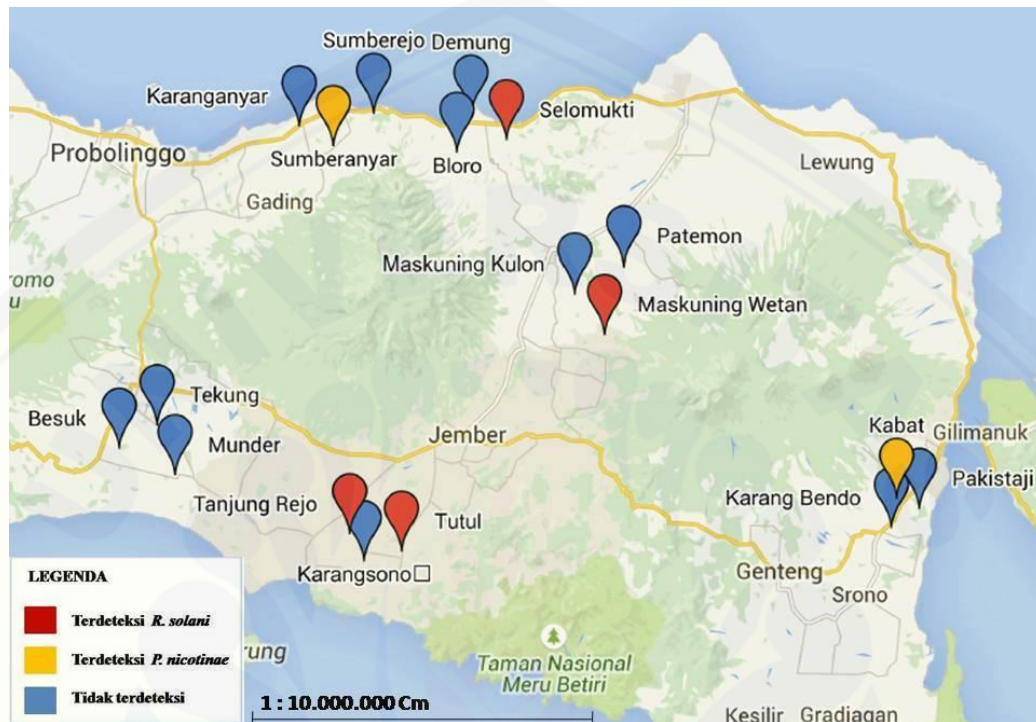 Sumberejo Demung
Karanganyar
Selomukti
Probolinggo
Sumberanyar
Bloro
Lewung
Gading
Patemon
Maskuning Kulon
omo
Maskuning Wetan
Besuk
Tekung
Munder
Jember
Kabat
Gilimanuk
Tanjung Rejo
Tutul
Karang Bendo
Pakistaji
Karangsono□
Genteng
Srono
LEGENDA
Terdeteksi R. solani
Terdeteksi P. nicotinae
Tidak terdeteksi
rung
Taman Nasional
Meru Betiri
1 : 10.000.000 Cm
Kesilir Gradiagan